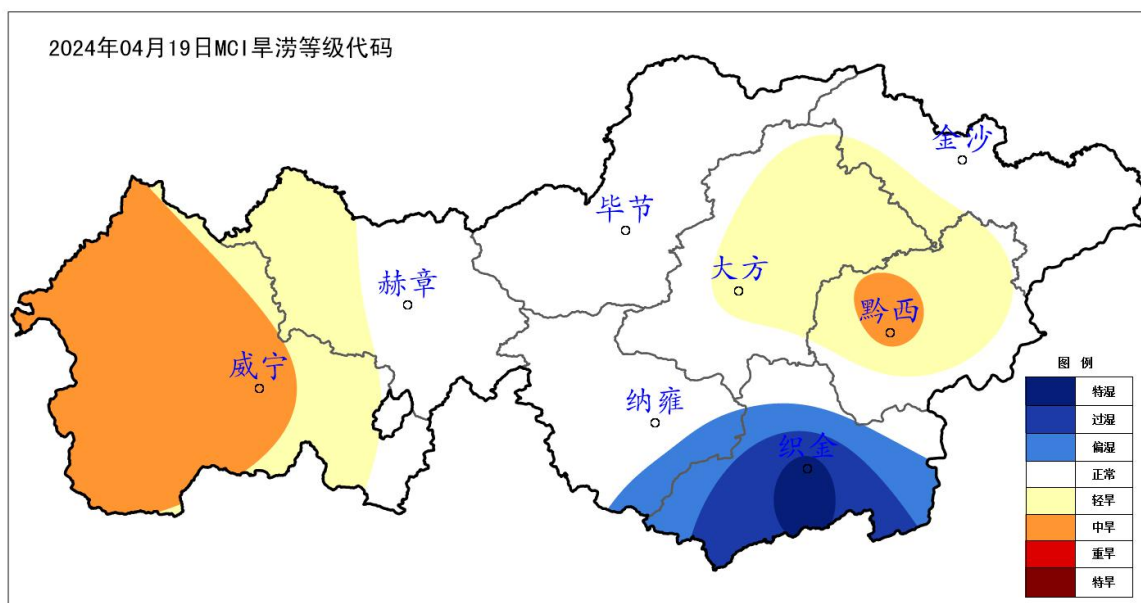 2024年04月19日MCI旱涝等级代码
金沙
毕节
大方
赫章
黔西
威宁
纳雍
织金
图 例
特湿
过湿
偏湿
正常
轻旱
中旱
重旱
特旱